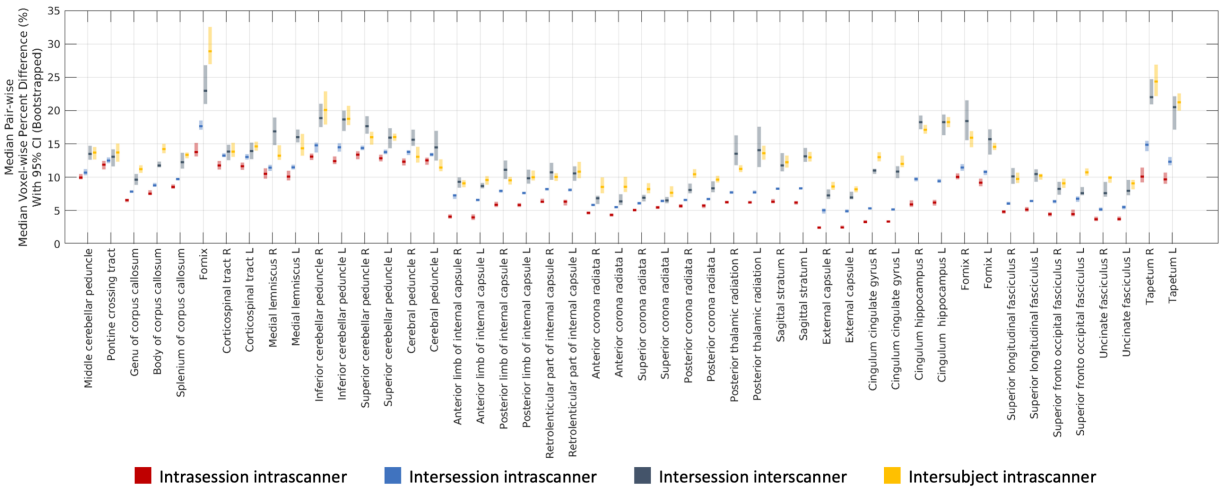 Median Pair-wise
Median Voxel-wise Percent Difference (%)
With 95% CI (Bootstrapped)
35
30
25
20
15
10
5
0
Middle cerebellar peduncle
Pontine crossing tract
Genu of corpus callosum
Body of corpus callosum
Splenium of corpus callosum
Fornix
Corticospinal tract R
Corticospinal tract L
Medial lemniscus R
Medial lemniscus L
Inferior cerebellar peduncle R
Inferior cerebellar peduncle L
Superior cerebellar peduncle R
Superior cerebellar peduncle L
Cerebral peduncle R
Cerebral peduncle L
Anterior limb of internal capsule R
Anterior limb of internal capsule L
Posterior limb of internal capsule R
Posterior limb of internal capsule L
Retrolenticular part of internal capsule R
Retrolenticular part of internal capsule L
Anterior corona radiata R
Anterior corona radiata L
Superior corona radiata R
Superior corona radiata L
Posterior corona radiata R
Posterior corona radiata L
Posterior thalamic radiation R
Posterior thalamic radiation L
Sagittal stratum R
Sagittal stratum L
External capsule R
External capsule L
Cingulum cingulate gyrus R
Cingulum cingulate gyrus L
Cingulum hippocampus R
Cingulum hippocampus L
Fornix R
Fornix L
Superior longitudinal fasciculus R
Superior longitudinal fasciculus L
Superior fronto occipital fasciculus R
Superior fronto occipital fasciculus L
Uncinate fasciculus R
Uncinate fasciculus L
Tapetum R
Tapetum L
Intrasession intrascanner
Intersession intrascanner
Intersession interscanner
Intersubject intrascanner